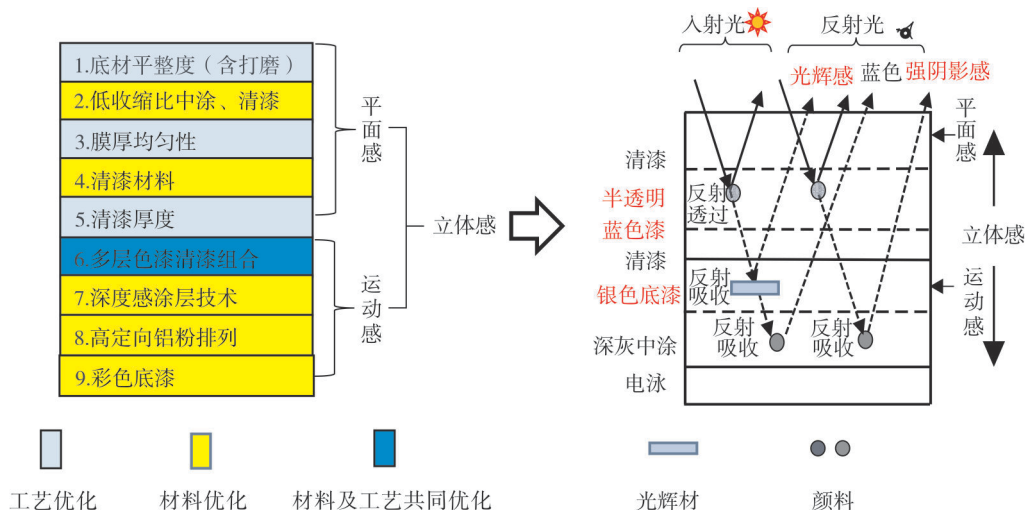 1.底材平整度（含打磨）
2.低收缩比中涂、清漆
3.膜厚均匀性
4.清漆材料
5.清漆厚度
6.多层色漆清漆组合
7.深度感涂层技术
8.高定向铝粉排列
9.彩色底漆
平面感
运动感
立体感
工艺优化
材料优化
材料及工艺共同优化
入射光
反射光
光辉感
蓝色
强阴影感
清漆
半透明
蓝色漆
清漆
银色底漆
深灰中涂
电泳
反射
透过
反射
吸收
反射
吸收
反射
吸收
平面感
立体感
运动感
光辉材
颜料